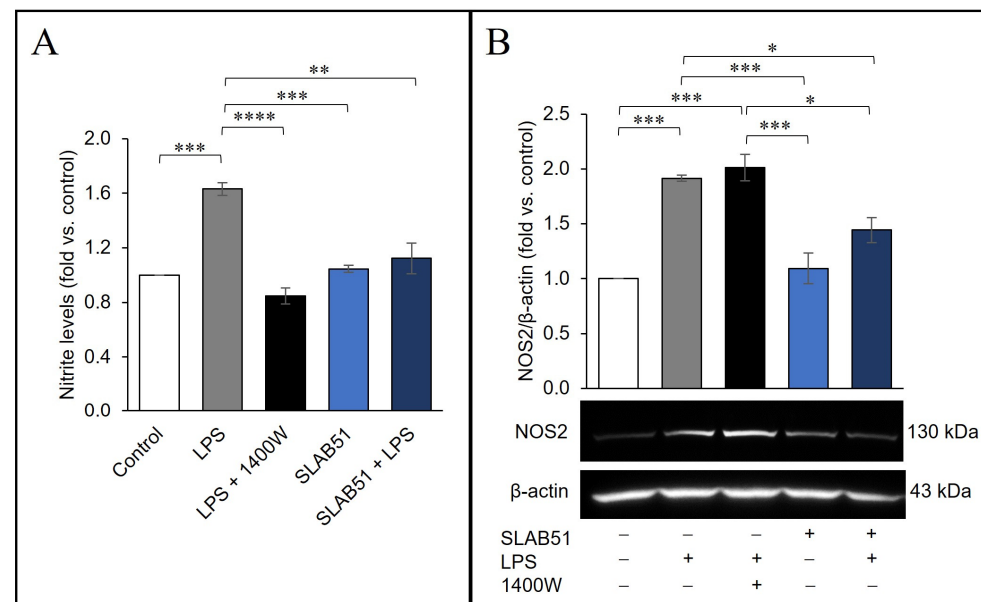 A
**
***
****
***
Nitrite levels (fold vs. control)
2.0
1.6
1.2
0.8
0.4
0.0
Control
LPS
LPS + 1400W
SLAB51
SLAB51 + LPS
B
*
***
*** *
*** ***
NOS2/β-actin (fold vs. control)
2.5
2.0
1.5
1.0
0.5
0.0
NOS2 130 kDa
β-actin 43 kDa
SLAB51 – – – + +
LPS – + + – +
1400W – – + – –